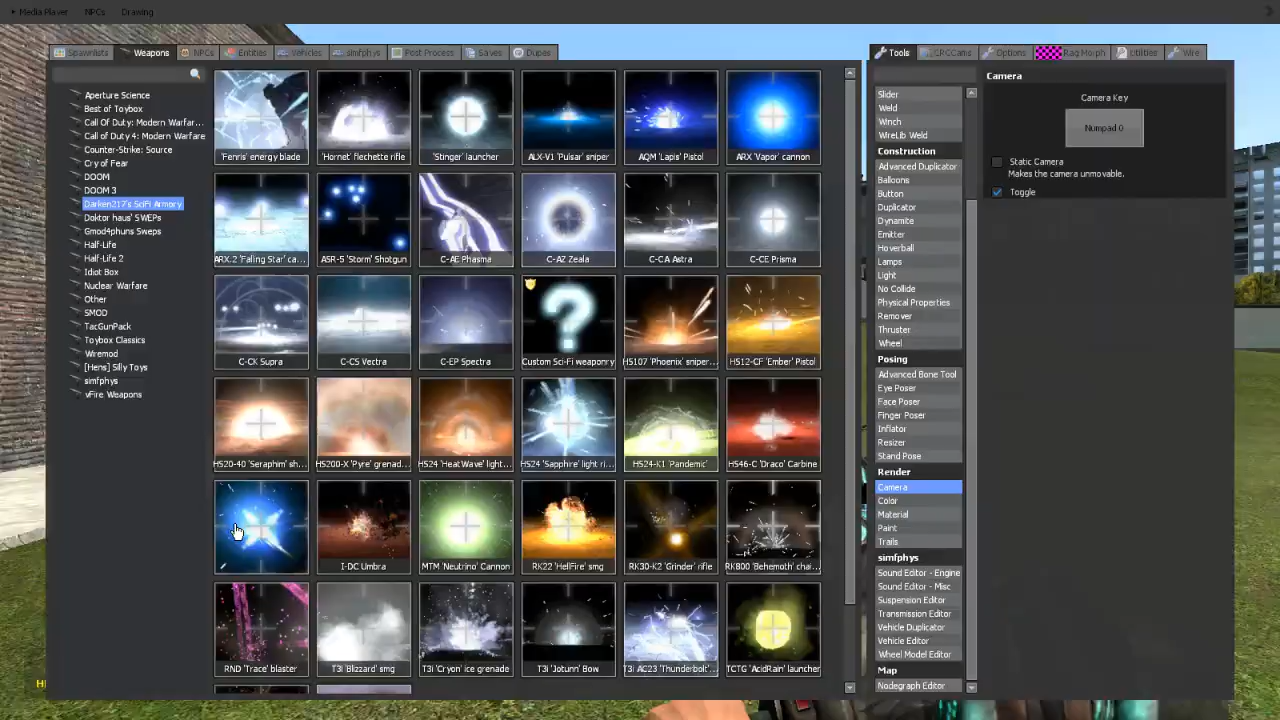 Media Player NPCs Drawing
Spawnlists Weapons NPCs Entities Vehicles simfphys Post Process Saves Dupes
Tools CRCCams Options Rag Morph Utilities Wire
Aperture Science
Best of Toybox
Call Of Duty: Modern Warfar...
Call of Duty 4: Modern Warfare
Counter-Strike: Source
Cry of Fear
DOOM
DOOM 3
Darken217's SciFi Armory
Doktor haus' SWEPs
Gmod4phuns Sweps
Half-Life
Half-Life 2
Idiot Box
Nuclear Warfare
Other
SMOD
TacGunPack
Toybox Classics
Wiremod
[Hens] Silly Toys
simfphys
vFire Weapons
'Fenris' energy blade
'Hornet' flechette rifle
'Stinger' launcher
ALX-V1 'Pulsar' sniper
AQM 'Lapis' Pistol
ARX 'Vapor' cannon
ARX.2 'Faling Star' ca...
ASR-5 'Storm' Shotgun
C-AE Phasma
C-AZ Zeala
C-CA Astra
C-CE Prisma
C-CK Supra
C-CS Vectra
C-EP Spectra
Custom Sci-Fi weaponry
HS107 'Phoenix' sniper...
HS12-CF 'Ember' Pistol
HS20-40 'Seraphim' sh...
HS200-X 'Pyre' grenad...
HS24 'HeatWave' light...
HS24 'Sapphire' light ri...
HS24-K1 'Pandemic'
HS46-C 'Draco' Carbine
I-DC Umbra
MTM 'Neutrino' Cannon
RK22 'HellFire' smg
RK30-K2 'Grinder' rifle
RK800 'Behemoth' chai...
RND 'Trace' blaster
T3i 'Blizzard' smg
T3i 'Cryon' ice grenade
T3i 'Jotunn' Bow
T3i AC23 'Thunderbolt'...
TCTG 'AcidRain' launcher
Slider
Weld
Winch
WireLib Weld
Construction
Advanced Duplicator
Balloons
Button
Duplicator
Dynamite
Emitter
Hoverball
Lamps
Light
No Collide
Physical Properties
Remover
Thruster
Wheel
Posing
Advanced Bone Tool
Eye Poser
Face Poser
Finger Poser
Inflator
Resizer
Stand Pose
Render
Camera
Color
Material
Paint
Trails
simfphys
Sound Editor - Engine
Sound Editor - Misc
Suspension Editor
Transmission Editor
Vehicle Duplicator
Vehicle Editor
Wheel Model Editor
Map
Nodegraph Editor
Camera
Camera Key
Numpad 0
Static Camera
Makes the camera unmovable.
Toggle